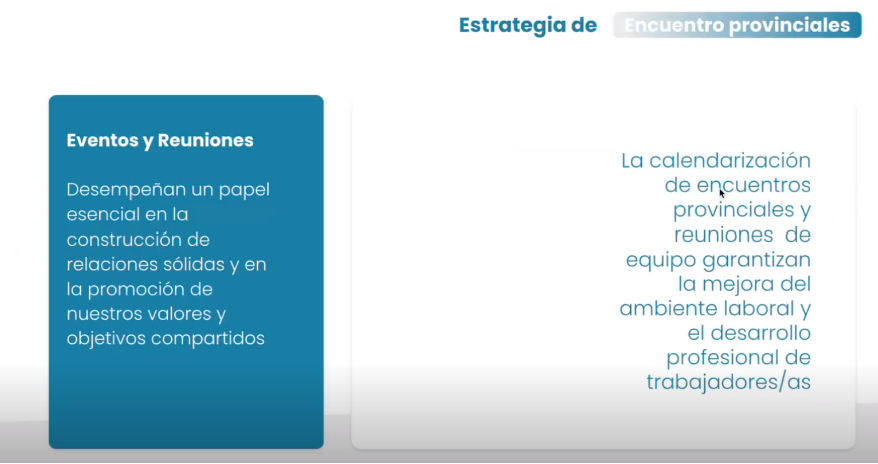 Estrategia de Encuentro provinciales
Eventos y Reuniones
Desempeñan un papel
esencial en la
construcción de
relaciones sólidas y en
la promoción de
nuestros valores y
objetivos compartidos
La calendarización
de encuentros
provinciales y
reuniones de
equipo garantizan
la mejora del
ambiente laboral y
el desarrollo
profesional de
trabajadores/as